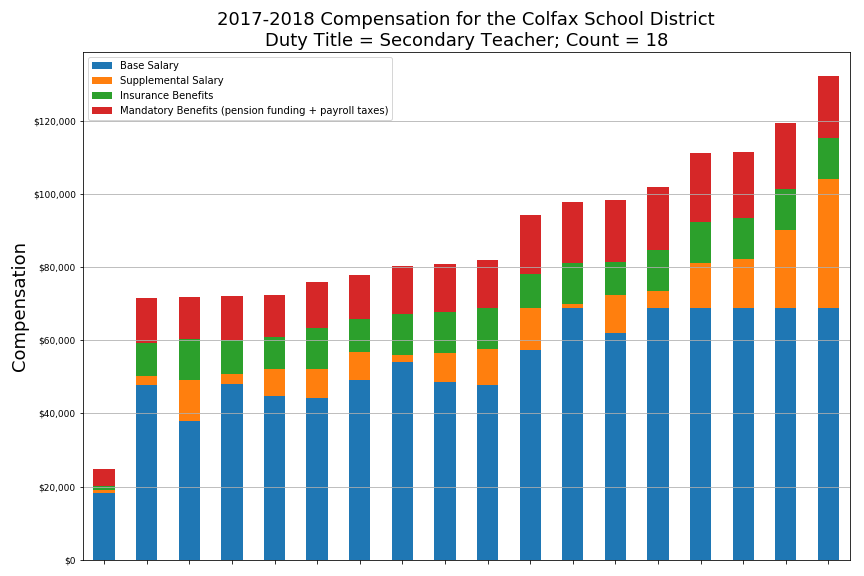 2017-2018 Compensation for the Colfax School District
Duty Title = Secondary Teacher; Count = 18
Base Salary
Supplemental Salary
Insurance Benefits
Mandatory Benefits (pension funding + payroll taxes)
$120,000
$100,000
$80,000
$60,000
$40,000
$20,000
$0
Compensation